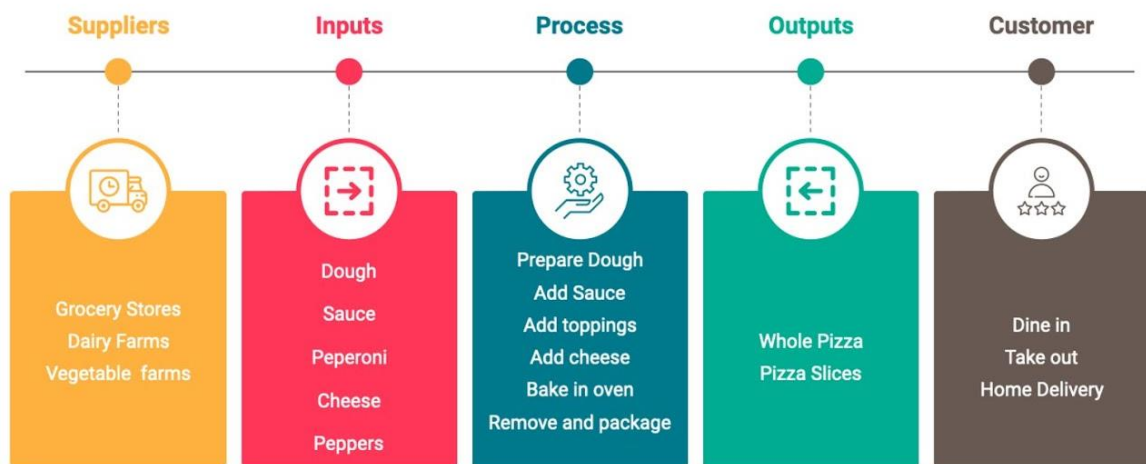 Suppliers
Inputs
Process
Outputs
Customer
Grocery Stores
Dairy Farms
Vegetable farms
Dough
Sauce
Peperoni
Cheese
Peppers
Prepare Dough
Add Sauce
Add toppings
Add cheese
Bake in oven
Remove and package
Whole Pizza
Pizza Slices
Dine in
Take out
Home Delivery